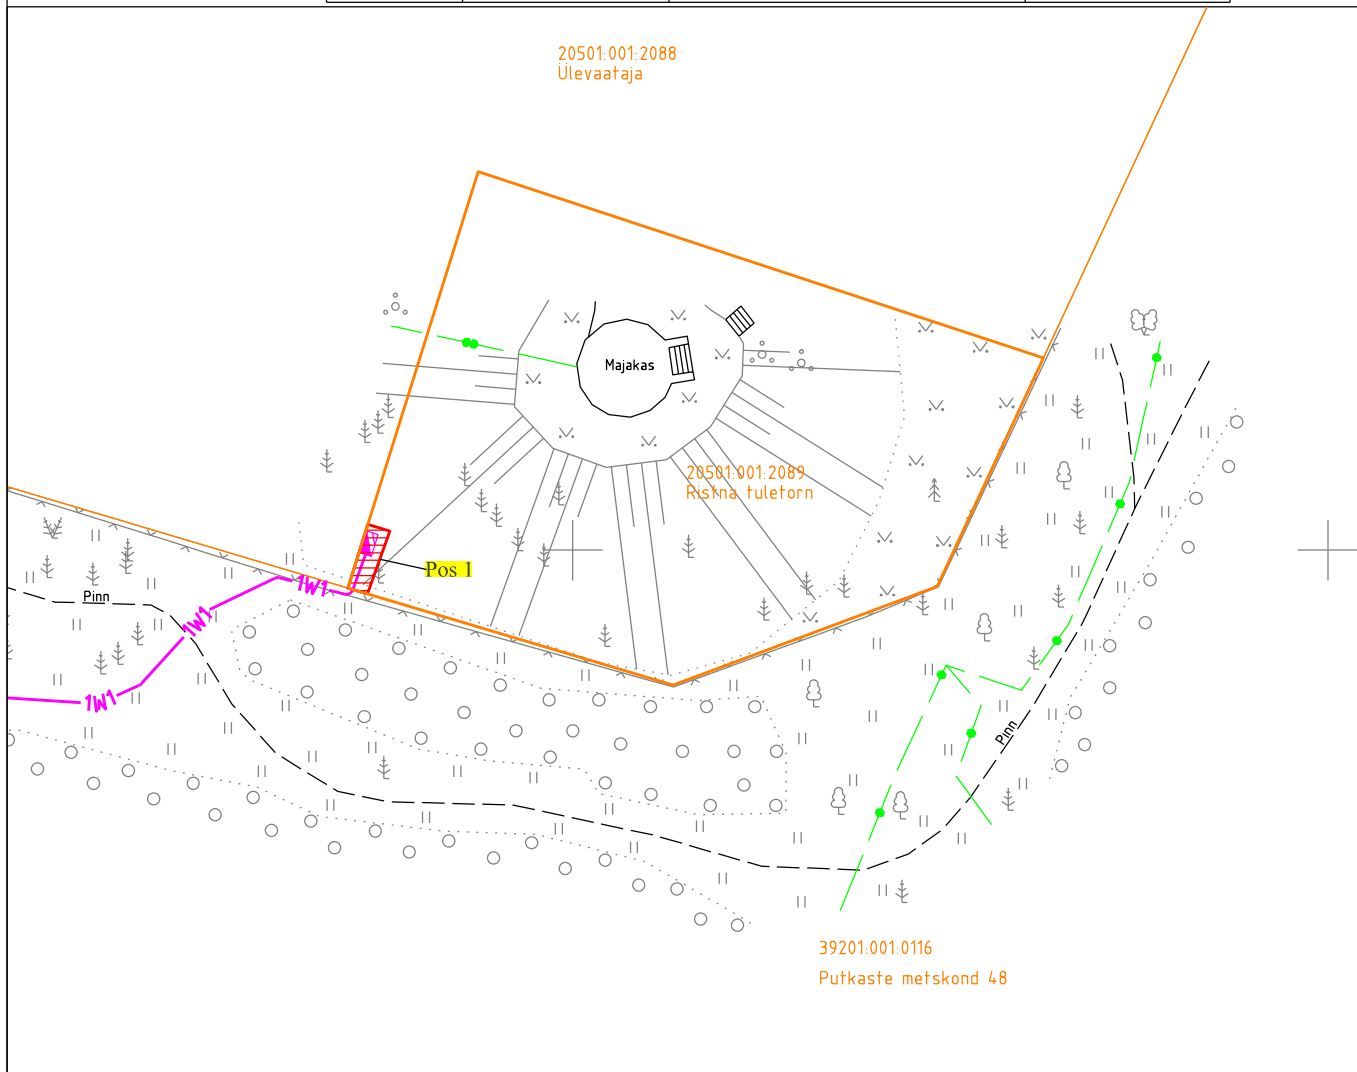 20501:001:2088
Ülevaataja
Majakas
20501:001:2089
Ristna tuletorn
Pos 1
1W1
Pinn
1W1
1W1
Pinn
39201:001:0116
Putkaste metskond 48